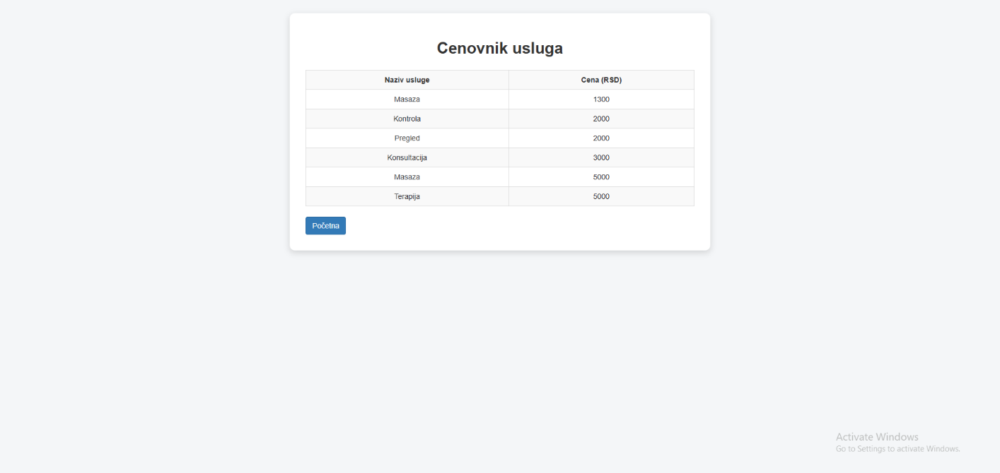 Cenovnik usluga
Naziv usluge Cena (RSD)
Masaza 1300
Kontrola 2000
Pregled 2000
Konsultacija 3000
Masaza 5000
Terapija 5000
Početna
Activate Windows
Go to Settings to activate Windows.